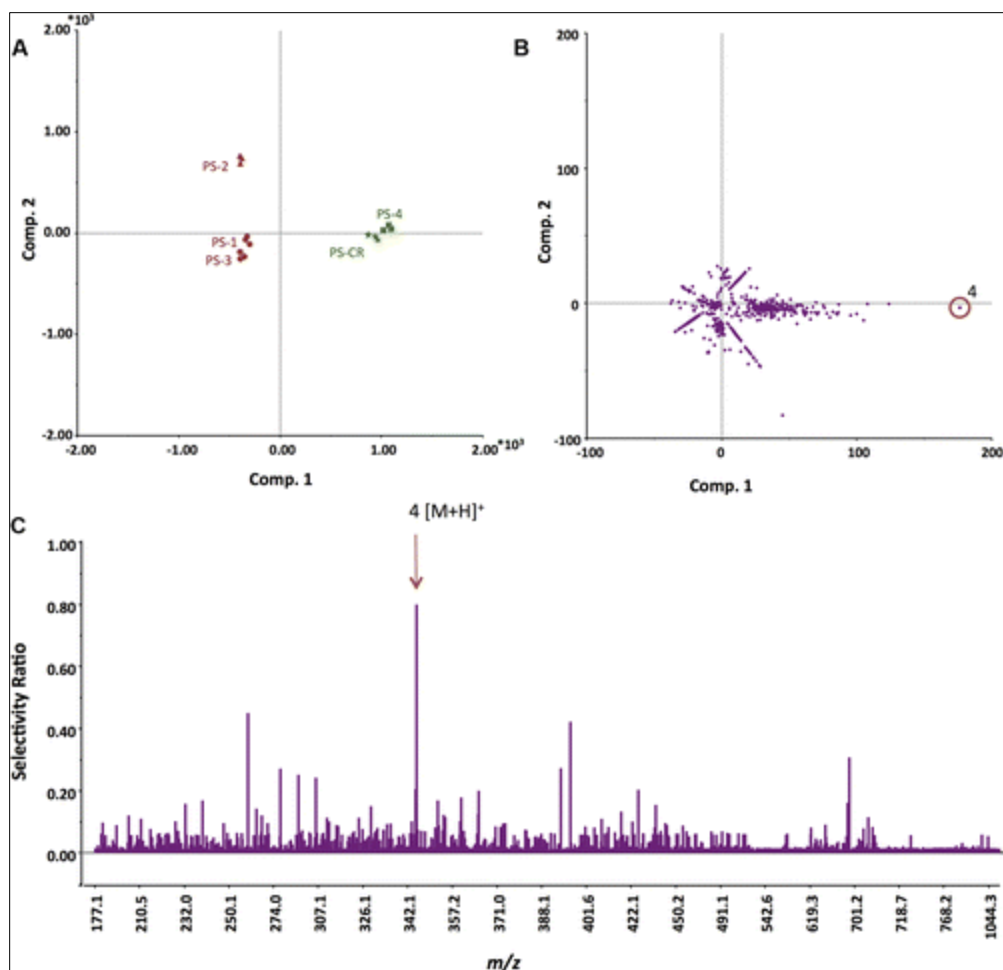 A
*10³
2.00
1.00
0.00
-1.00
-2.00
Comp. 2
PS-2
PS-1
PS-3
PS-4
PS-CR
-2.00 -1.00 0.00 1.00 2.00
*10³
Comp. 1
B
200
100
0
-100
Comp. 2
4
-100 0 100 200
Comp. 1
C
4 [M+H]⁺
1.00
0.80
0.60
0.40
0.20
0.00
Selectivity Ratio
177.1 210.5 232.0 250.1 274.0 307.1 326.1 342.1 357.2 371.0 388.1 401.6 422.1 450.2 491.1 542.6 619.3 701.2 718.7 768.2 1044.3
m/z